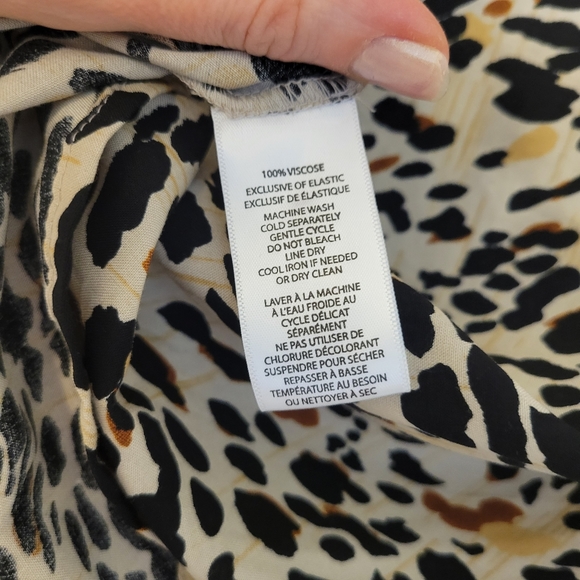 100% VISCOSE
EXCLUSIVE OF ELASTIC
EXCLUSIF DE ÉLASTIQUE
MACHINE WASH
COLD SEPARATELY
GENTLE CYCLE
DO NOT BLEACH
LINE DRY
COOL IRON IF NEEDED
OR DRY CLEAN
LAVER À LA MACHINE
À L'EAU FROIDE AU
CYCLE DÉLICAT
SÉPARÉMENT
NE PAS UTILISER DE
CHLORURE DÉCOLORANT
SUSPENDRE POUR SÉCHER
REPASSER À BASSE
TEMPÉRATURE AU BESOIN
OU NETTOYER À SEC